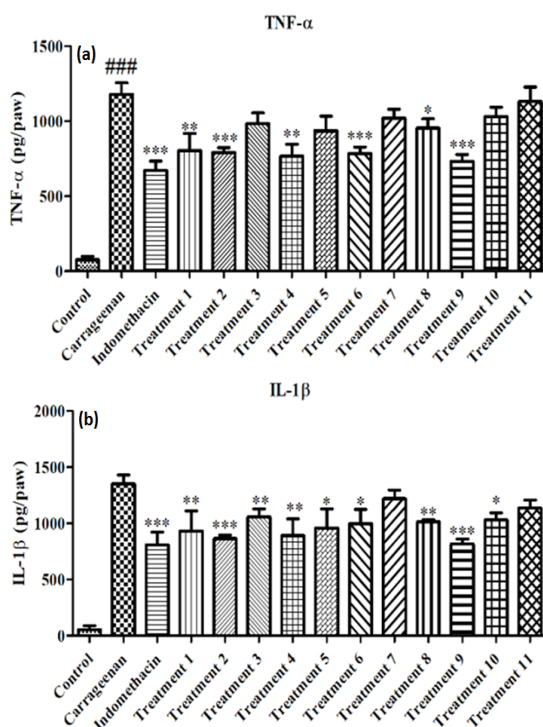 TNF-α
(a)
1500
1000
500
0
TNF-α (pg/paw)
###
***
**
***
**
***
*
***
Control
Carrageenan
Indomethacin
Treatment 1
Treatment 2
Treatment 3
Treatment 4
Treatment 5
Treatment 6
Treatment 7
Treatment 8
Treatment 9
Treatment 10
Treatment 11
IL-1β
(b)
2000
1500
1000
500
0
IL-1β (pg/paw)
***
**
***
**
**
*
*
**
***
*
Control
Carrageenan
Indomethacin
Treatment 1
Treatment 2
Treatment 3
Treatment 4
Treatment 5
Treatment 6
Treatment 7
Treatment 8
Treatment 9
Treatment 10
Treatment 11